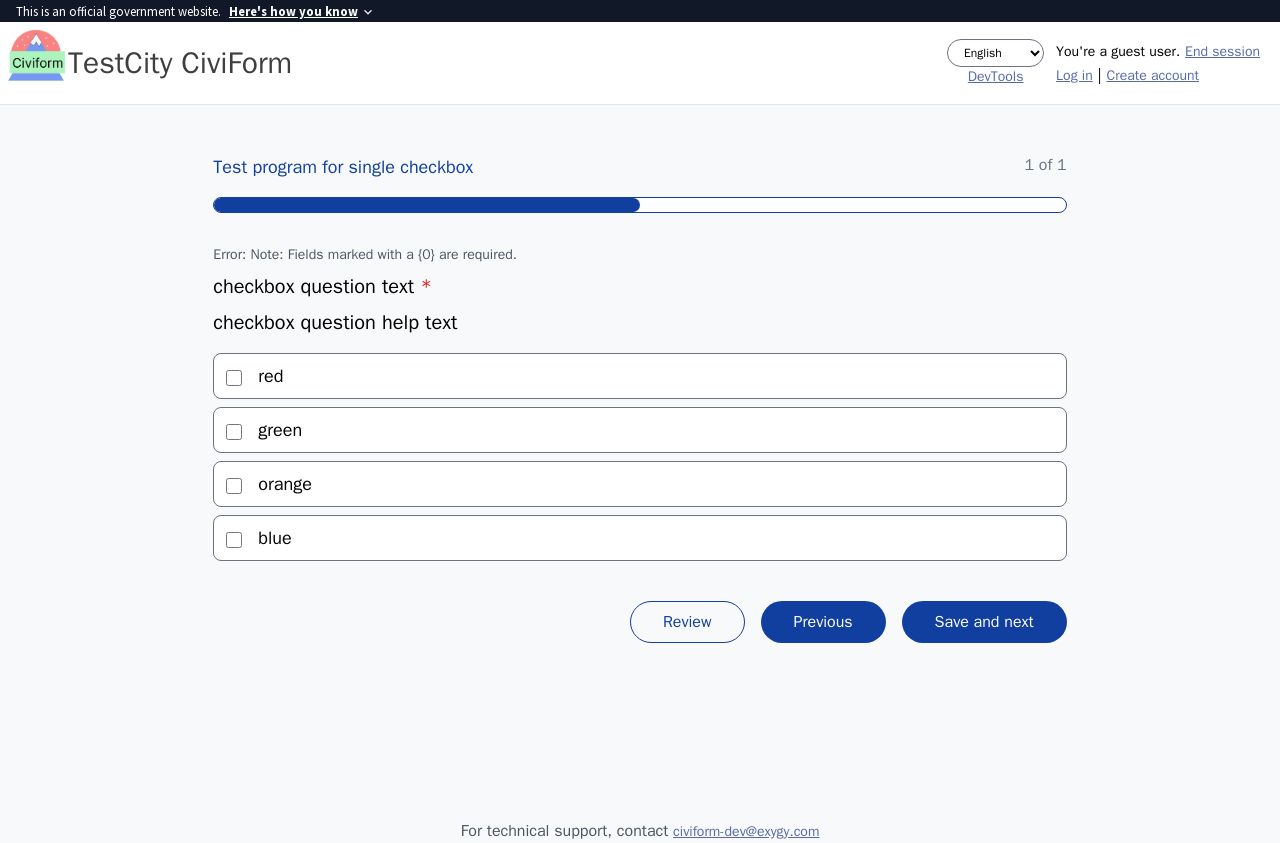 This is an official government website. Here's how you know
Civiform
TestCity CiviForm
English
DevTools
You're a guest user. End session
Log in | Create account
Test program for single checkbox
1 of 1
Error: Note: Fields marked with a {0} are required.
checkbox question text *
checkbox question help text
red
green
orange
blue
Review
Previous
Save and next
For technical support, contact civiform-dev@exygy.com